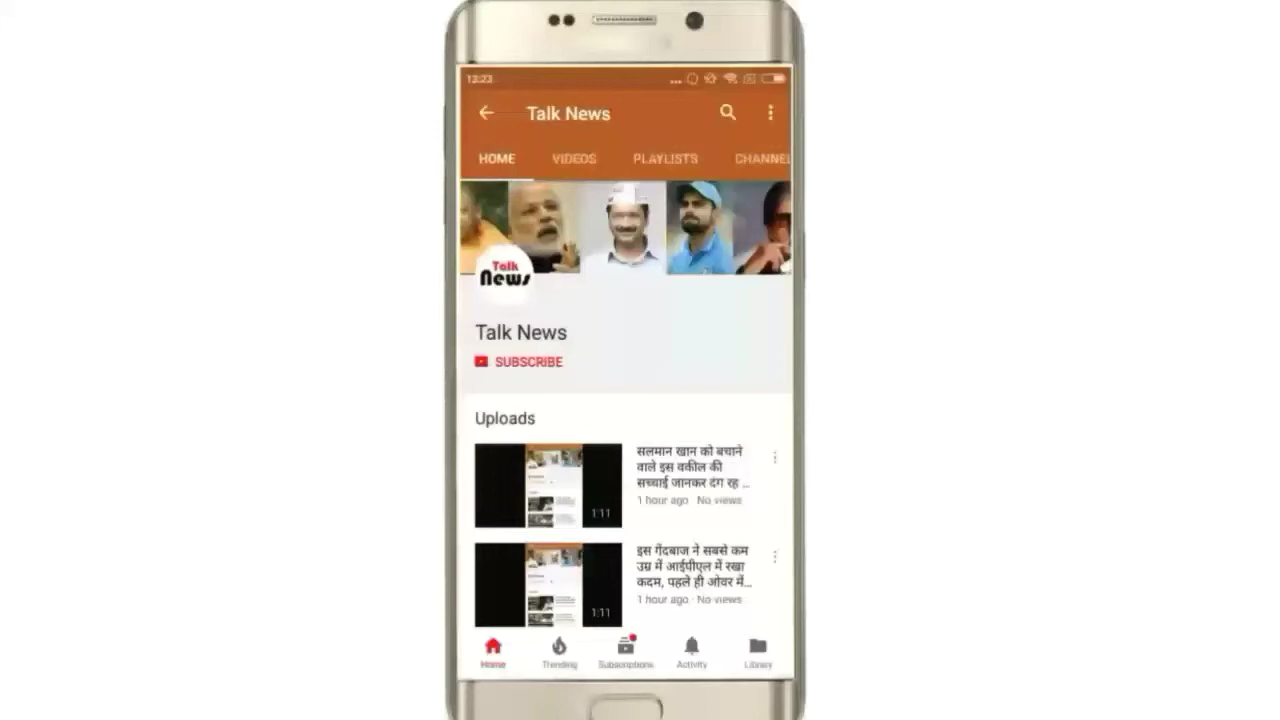 13:23
Talk News
HOME VIDEOS PLAYLISTS CHANNEL
Talk
News
Talk News
SUBSCRIBE
Uploads
सलमान खान को बचाने
वाले इस वकील की
सच्चाई जानकर दंग रह ...
1 hour ago · No views
1:11
इस गेंदबाज ने सबसे कम
उम्र में आईपीएल में रखा
कदम, पहले ही ओवर में...
1 hour ago · No views
1:11
Home Trending Subscriptions Activity Library